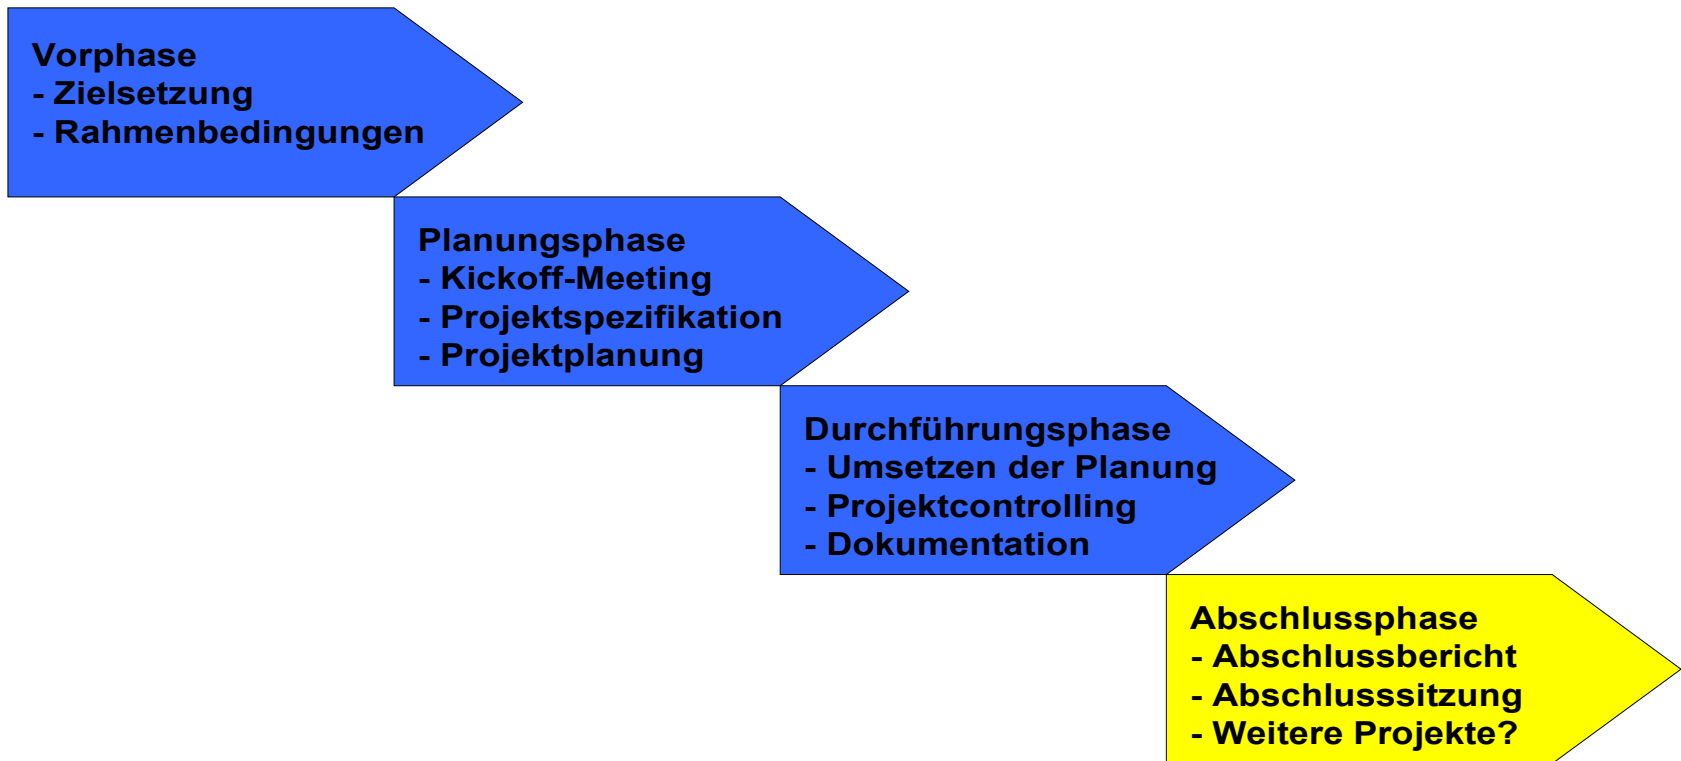 Vorphase
- Zielsetzung
- Rahmenbedingungen
Planungsphase
- Kickoff-Meeting
- Projektspezifikation
- Projektplanung
Durchführungsphase
- Umsetzen der Planung
- Projektcontrolling
- Dokumentation
Abschlussphase
- Abschlussbericht
- Abschlusssitzung
- Weitere Projekte?